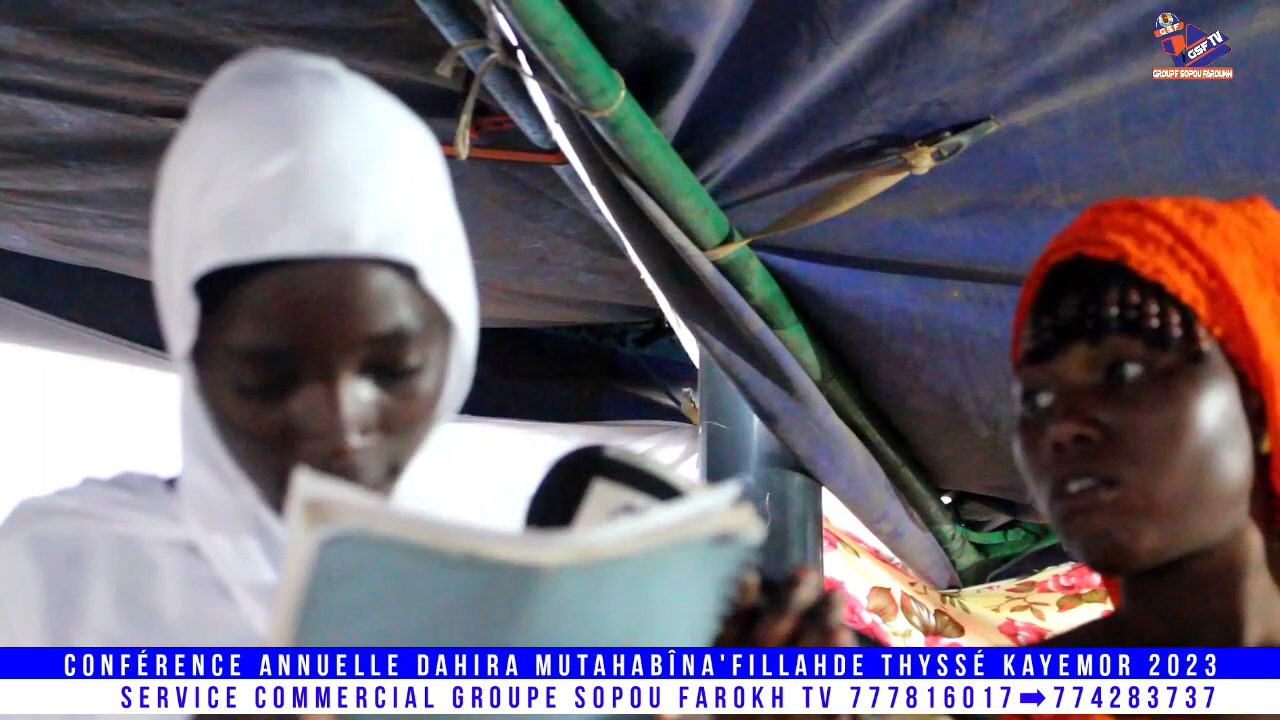 GSF
GSF TV
GROUPE SOPOU FAROUKH
CONFÉRENCE ANNUELLE DAHIRA MUTAHABÎNA'FILLAHDE THYSSÉ KAYEMOR 2023
SERVICE COMMERCIAL GROUPE SOPOU FAROKH TV 777816017➡774283737